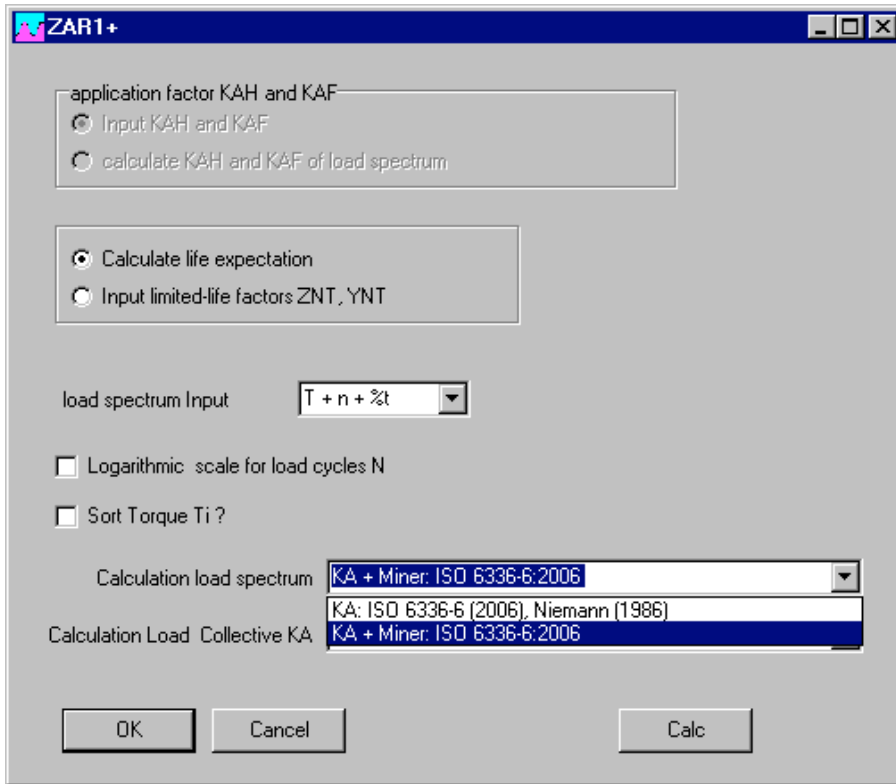 ZAR1+
application factor KAH and KAF
Input KAH and KAF
calculate KAH and KAF of load spectrum
Calculate life expectation
Input limited-life factors ZNT, YNT
load spectrum Input
T + n + %t
Logarithmic scale for load cycles N
Sort Torque Ti ?
Calculation load spectrum
KA + Miner: ISO 6336-6:2006
KA: ISO 6336-6 (2006), Niemann (1986)
KA + Miner: ISO 6336-6:2006
Calculation Load Collective KA
OK
Cancel
Calc